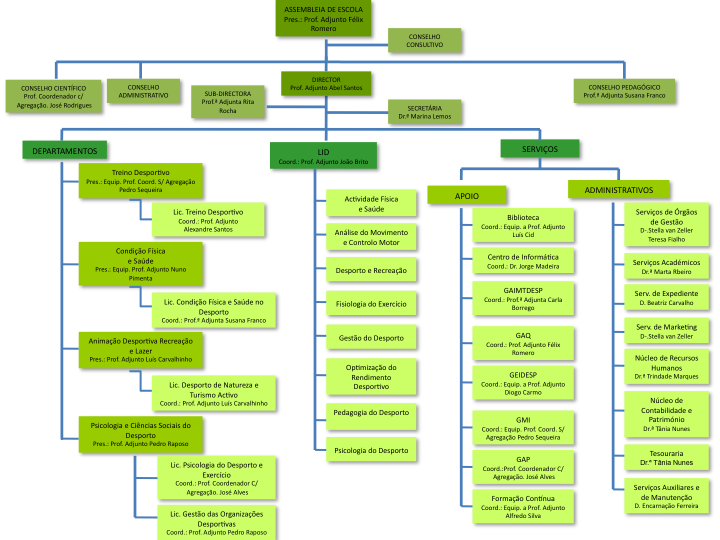 ASSEMBLEIA DE ESCOLA
Pres.: Prof. Adjunto Félix
Romero
CONSELHO
CONSULTIVO
CONSELHO CIENTÍFICO
Prof. Coordenador c/
Agregação. José Rodrigues
CONSELHO
ADMINISTRATIVO
DIRECTOR
Prof. Adjunto Abel Santos
SUB-DIRECTORA
Prof.ª Adjunta Rita
Rocha
SECRETÁRIA
Dr.ª Marina Lemos
CONSELHO PEDAGÓGICO
Prof.ª Adjunta Susana Franco
DEPARTAMENTOS
Treino Desportivo
Pres.: Equip. Prof. Coord. S/ Agregação
Pedro Sequeira
Lic. Treino Desportivo
Coord.: Prof. Adjunto
Alexandre Santos
Condição Física
e Saúde
Pres.: Equip. Prof. Adjunto Nuno
Pimenta
Lic. Condição Física e Saúde no
Desporto
Coord.: Prof.ª Adjunta Susana Franco
Animação Desportiva Recreação
e Lazer
Pres.: Prof. Adjunto Luís Carvalhinho
Lic. Desporto de Natureza e
Turismo Activo
Coord.: Prof. Adjunto Luís Carvalhinho
Psicologia e Ciências Sociais do
Desporto
Pres.: Prof. Adjunto Pedro Raposo
Lic. Psicologia do Desporto e
Exercício
Coord.: Prof. Coordenador C/
Agregação. José Alves
Lic. Gestão das Organizações
Desportivas
Coord.: Prof. Adjunto Pedro Raposo
LID
Coord.: Prof. Adjunto João Brito
Actividade Física
e Saúde
Análise do Movimento
e Controlo Motor
Desporto e Recreação
Fisiologia do Exercício
Gestão do Desporto
Optimização do
Rendimento
Desportivo
Pedagogia do Desporto
Psicologia do Desporto
SERVIÇOS
APOIO
Biblioteca
Coord.: Equip. a Prof. Adjunto
Luís Cid
Centro de Informática
Coord.: Dr. Jorge Madeira
GAIMTDESP
Coord.: Prof.ª Adjunta Carla
Borrego
GAQ
Coord.: Prof. Adjunto Félix
Romero
GEIDESP
Coord.: Equip. a Prof. Adjunto
Diogo Carmo
GMI
Coord.: Equip. Prof. Coord. S/
Agregação Pedro Sequeira
GAP
Coord.:Prof. Coordenador C/
Agregação. José Alves
Formação Contínua
Coord.: Equip. a Prof. Adjunto
Alfredo Silva
ADMINISTRATIVOS
Serviços de Órgãos
de Gestão
D-.Stella van Zeller
Teresa Fialho
Serviços Académicos
Dr.ª Marta Rbeiro
Serv. de Expediente
D. Beatriz Carvalho
Serv. de Marketing
D-.Stella van Zeller
Núcleo de Recursos
Humanos
Dr.ª Trindade Marques
Núcleo de
Contabilidade e
Património
Dr.ª Tânia Nunes
Tesouraria
Dr.ª Tânia Nunes
Serviços Auxiliares e
de Manutenção
D. Encarnação Ferreira